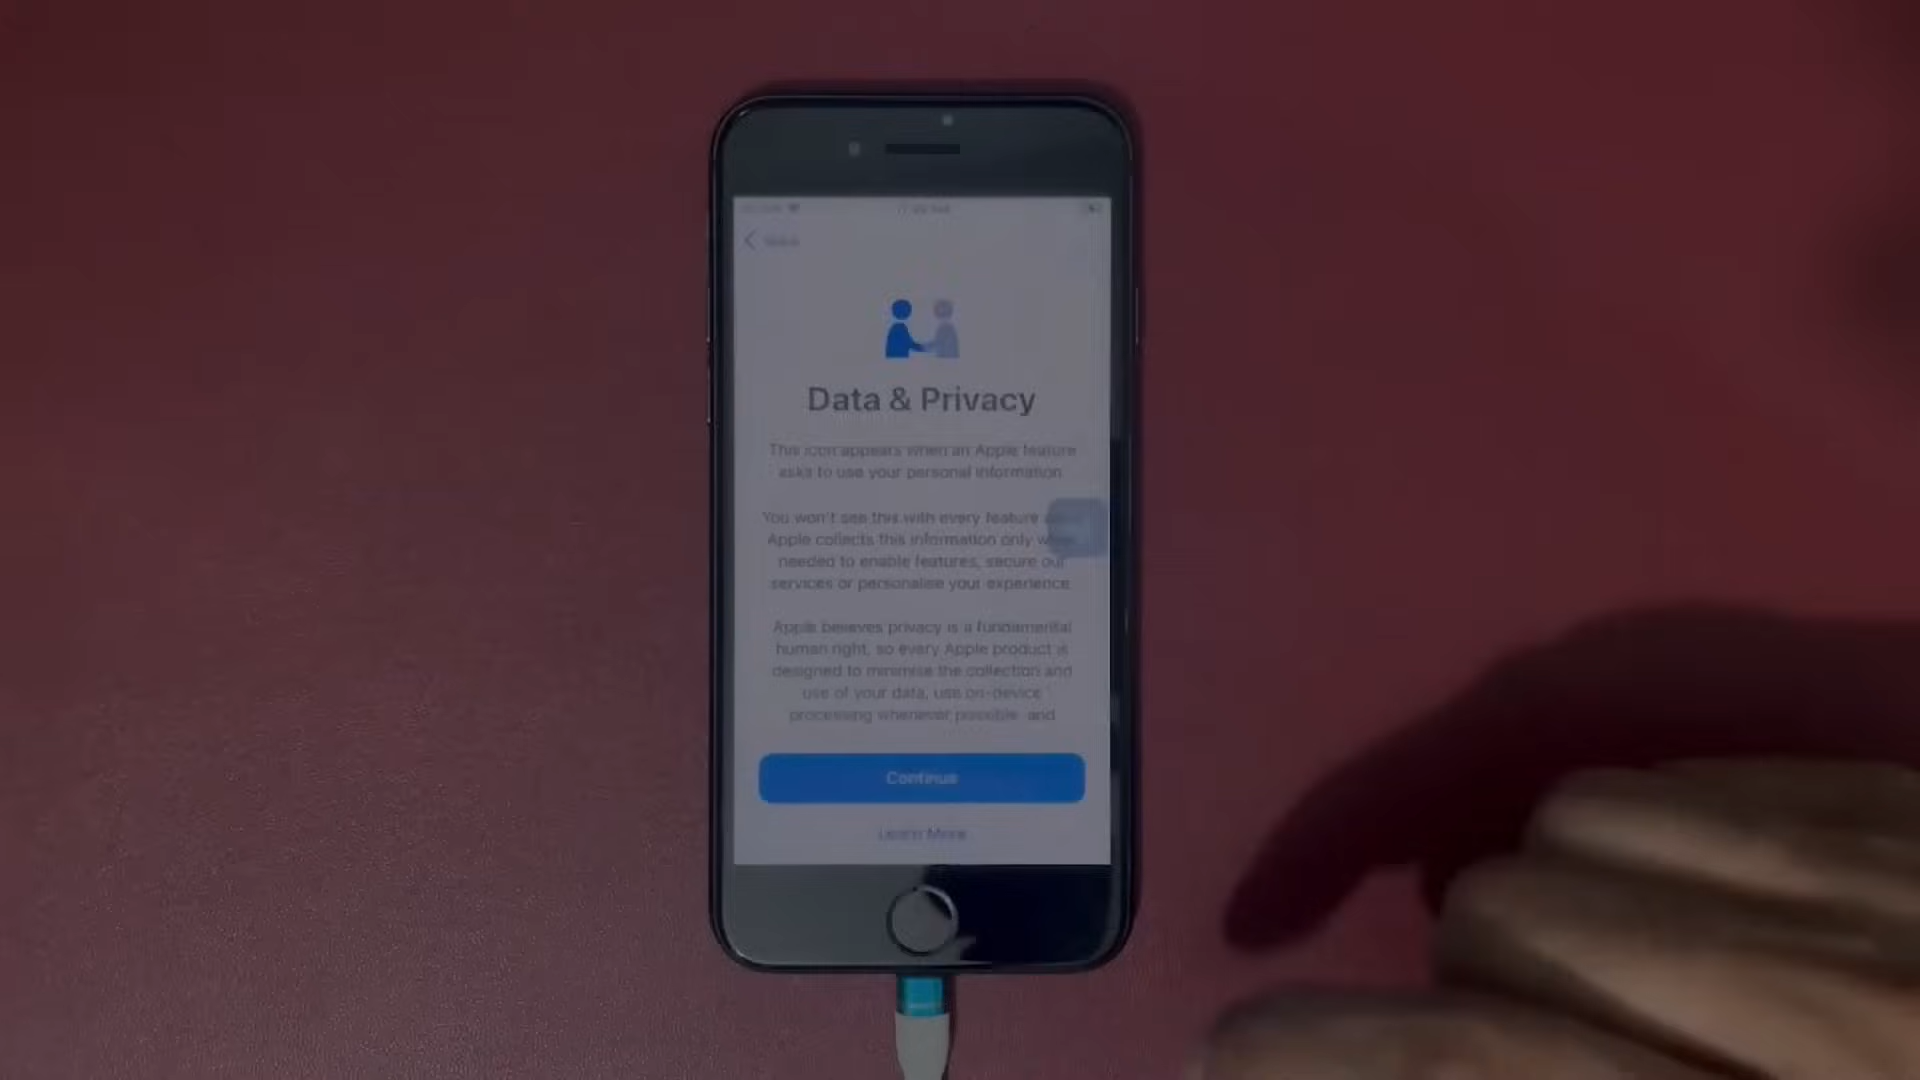 Data & Privacy
This icon appears when an Apple feature
asks to use your personal information.
You won't see this with every feature
Apple collects this information only
needed to enable features, secure our
services or personalise your experience.
Apple believes privacy is a fundamental
human right, so every Apple product is
designed to minimise the collection and
use of your data, use on-device
processing whenever possible, and
Continue
Learn More